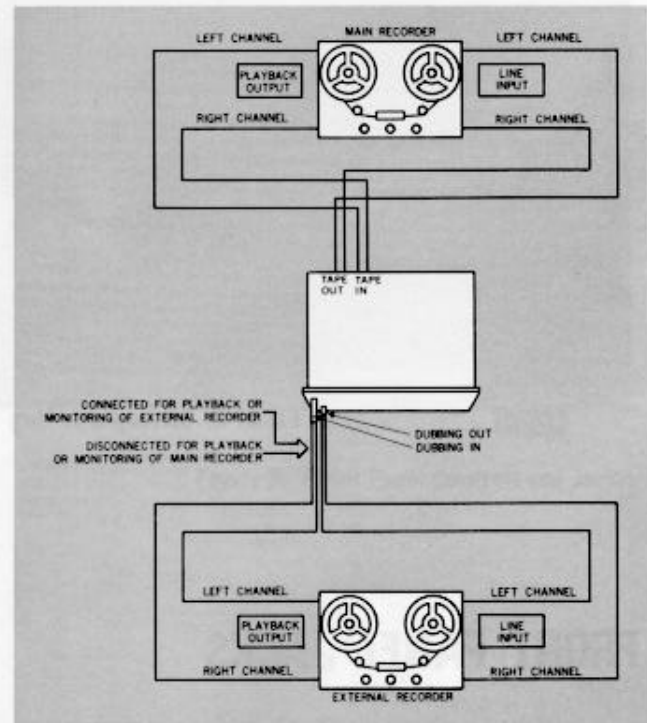 MAIN RECORDER
LEFT CHANNEL
LEFT CHANNEL
PLAYBACK
OUTPUT
LINE
INPUT
RIGHT CHANNEL
RIGHT CHANNEL
TAPE
OUT
TAPE
IN
CONNECTED FOR PLAYBACK OR
MONITORING OF EXTERNAL RECORDER
DISCONNECTED FOR PLAYBACK
OR MONITORING OF MAIN RECORDER
DUBBING OUT
DUBBING IN
LEFT CHANNEL
LEFT CHANNEL
PLAYBACK
OUTPUT
LINE
INPUT
RIGHT CHANNEL
RIGHT CHANNEL
EXTERNAL RECORDER